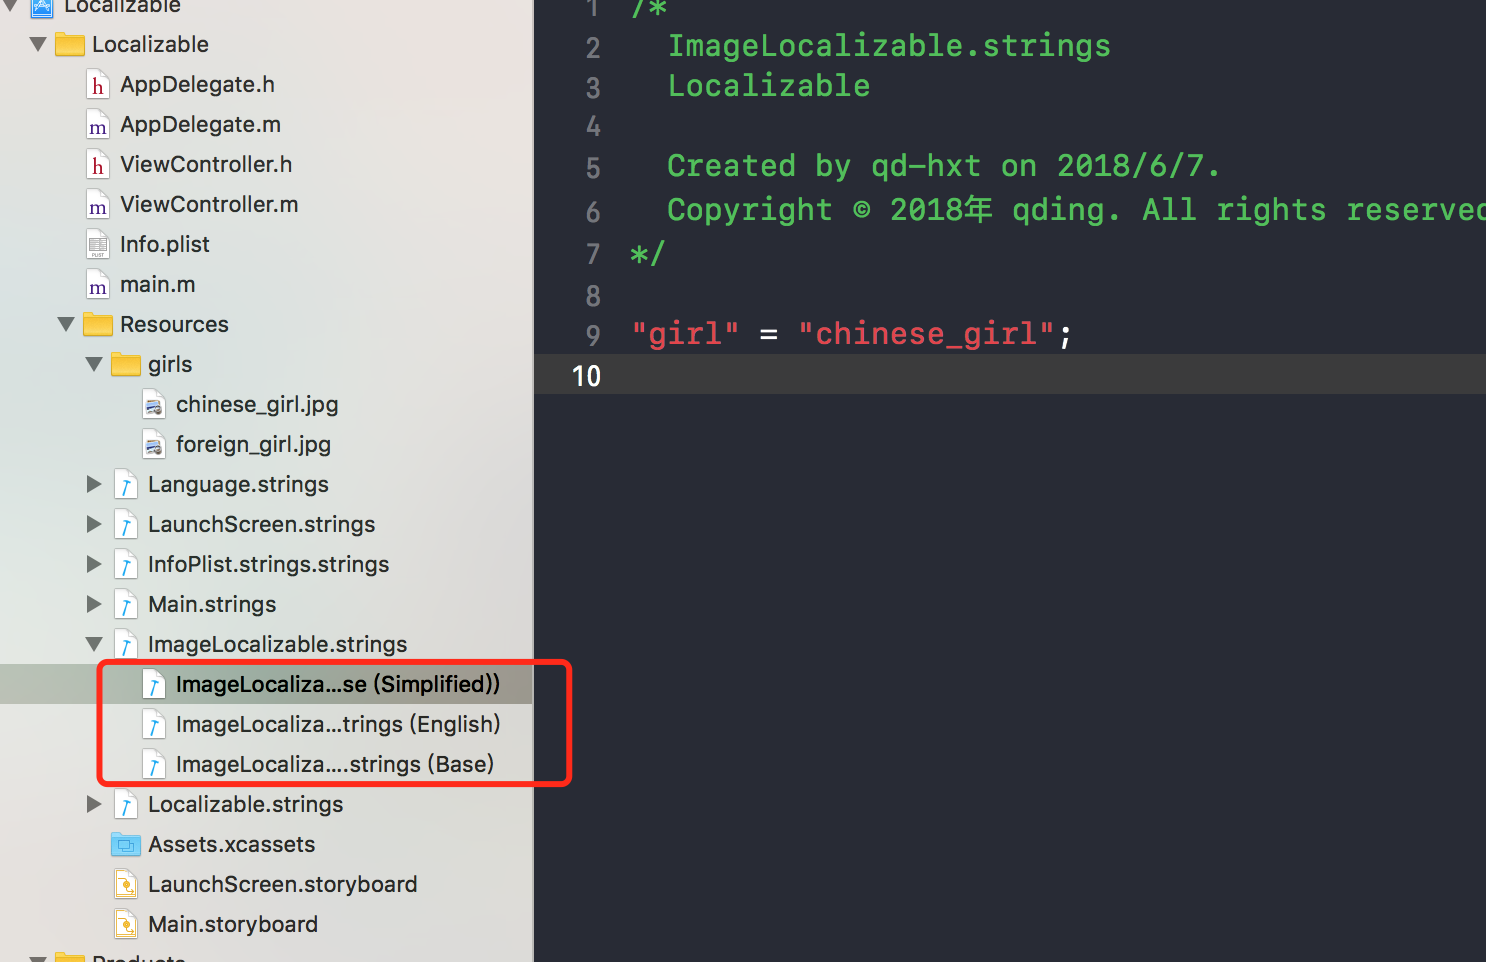 Localizable
Localizable
AppDelegate.h
AppDelegate.m
ViewController.h
ViewController.m
Info.plist
main.m
Resources
girls
chinese_girl.jpg
foreign_girl.jpg
Language.strings
LaunchScreen.strings
InfoPlist.strings.strings
Main.strings
ImageLocalizable.strings
ImageLocaliza...se (Simplified))
ImageLocaliza...trings (English)
ImageLocaliza....strings (Base)
Localizable.strings
Assets.xcassets
LaunchScreen.storyboard
Main.storyboard
Products
1 /*
2 ImageLocalizable.strings
3 Localizable
4
5 Created by qd-hxt on 2018/6/7.
6 Copyright © 2018年 qding. All rights reserved
7 */
8
9 "girl" = "chinese_girl";
10